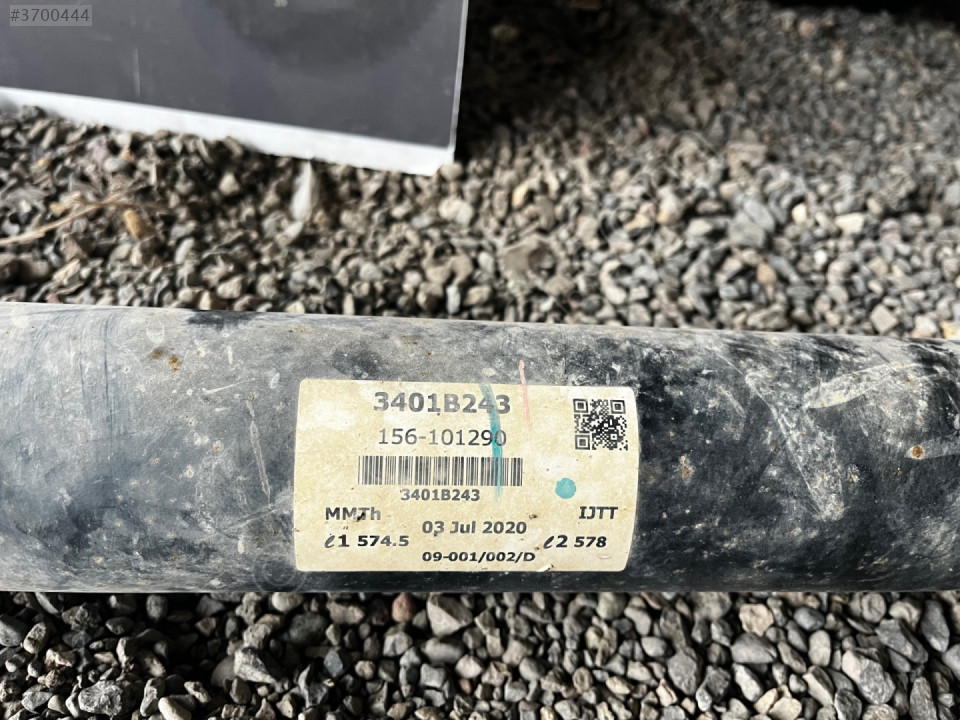 #3700444
3401B243
156-101290
3401B243
MMTh
IJTT
03 Jul 2020
ℓ1 574.5
ℓ2 578
09-001/002/D